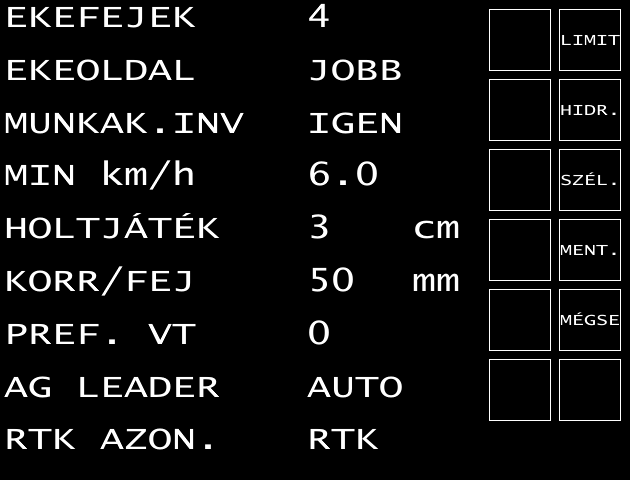 EKEFEJEK 4
EKEOLDAL JOBB
MUNKAK.INV IGEN
MIN km/h 6.0
HOLTJÁTÉK 3 cm
KORR/FEJ 50 mm
PREF. VT 0
AG LEADER AUTO
RTK AZON. RTK
LIMIT
HIDR.
SZÉL.
MENT.
MÉGSE